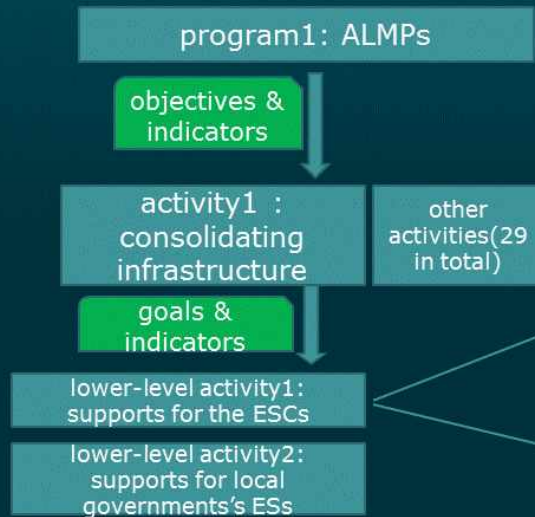 program1: ALMPs
objectives &
indicators
activity1 :
consolidating
infrastructure
other
activities(29
in total)
goals &
indicators
lower-level activity1:
supports for the ESCs
lower-level activity2:
supports for local
governments's ESs